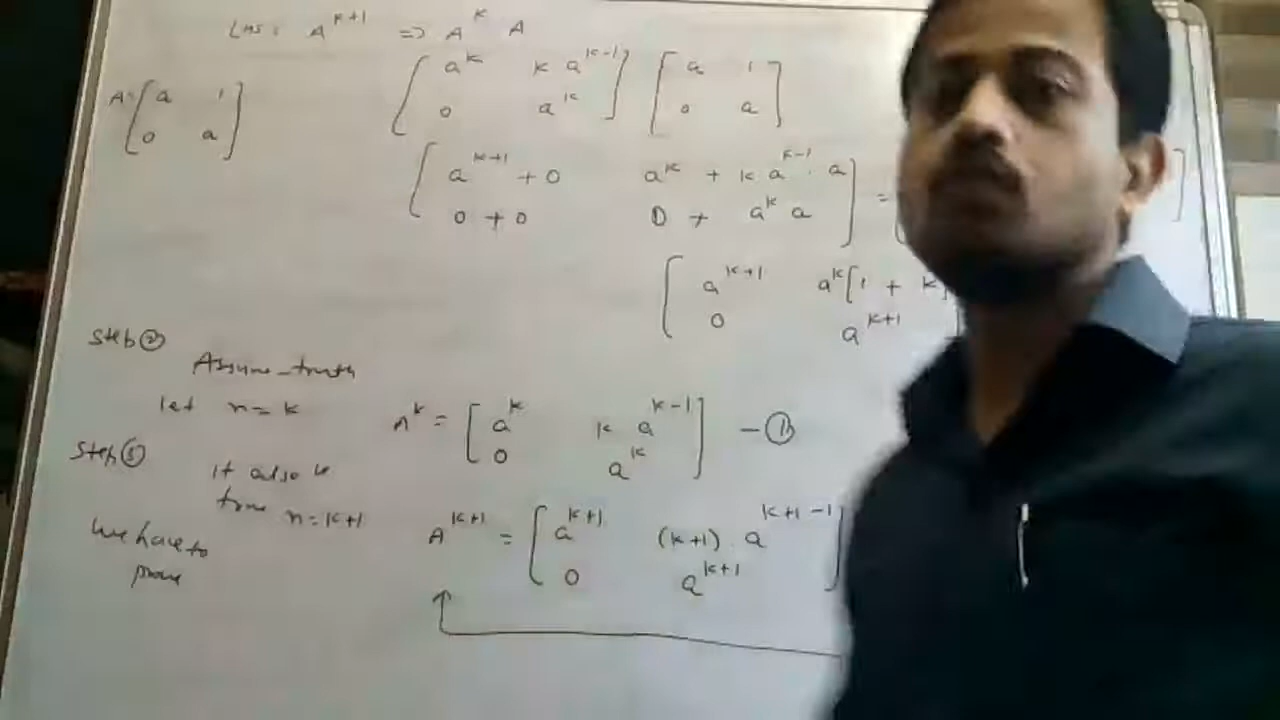 LHS: A^{k+1} => A^k A
A = [ a 1
0 a ]
[ a^k k a^{k-1}
0 a^k ] [ a 1
0 a ]
[ a^{k+1} + 0 a^k + k a^{k-1} . a
0 + 0 0 + a^k a ] =
[ a^{k+1} a^k [ 1 + k ]
0 a^{k+1}
Step ②
Assume truth
let n = k A^k = [ a^k k a^{k-1}
0 a^k ] - ①
Step ③
it also is
true n = k+1
we have to
prove
A^{k+1} = [ a^{k+1} (k+1) . a^{k+1-1}
0 a^{k+1} ]